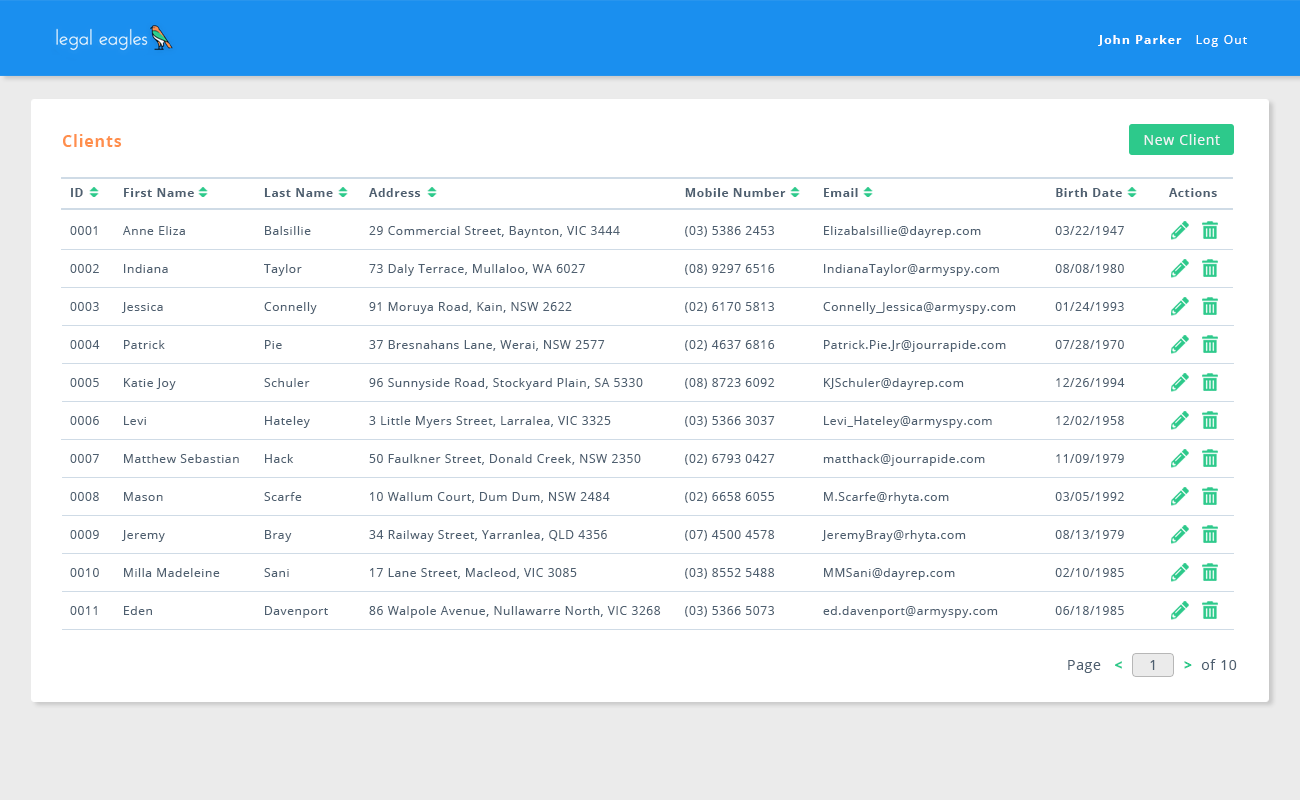 legal eagles
John Parker Log Out
Clients
New Client
ID First Name Last Name Address Mobile Number Email Birth Date Actions
0001 Anne Eliza Balsillie 29 Commercial Street, Baynton, VIC 3444 (03) 5386 2453 Elizabalsillie@dayrep.com 03/22/1947
0002 Indiana Taylor 73 Daly Terrace, Mullaloo, WA 6027 (08) 9297 6516 IndianaTaylor@armyspy.com 08/08/1980
0003 Jessica Connelly 91 Moruya Road, Kain, NSW 2622 (02) 6170 5813 Connelly_Jessica@armyspy.com 01/24/1993
0004 Patrick Pie 37 Bresnahans Lane, Werai, NSW 2577 (02) 4637 6816 Patrick.Pie.Jr@jourrapide.com 07/28/1970
0005 Katie Joy Schuler 96 Sunnyside Road, Stockyard Plain, SA 5330 (08) 8723 6092 KJSchuler@dayrep.com 12/26/1994
0006 Levi Hateley 3 Little Myers Street, Larralea, VIC 3325 (03) 5366 3037 Levi_Hateley@armyspy.com 12/02/1958
0007 Matthew Sebastian Hack 50 Faulkner Street, Donald Creek, NSW 2350 (02) 6793 0427 matthack@jourrapide.com 11/09/1979
0008 Mason Scarfe 10 Wallum Court, Dum Dum, NSW 2484 (02) 6658 6055 M.Scarfe@rhyta.com 03/05/1992
0009 Jeremy Bray 34 Railway Street, Yarranlea, QLD 4356 (07) 4500 4578 JeremyBray@rhyta.com 08/13/1979
0010 Milla Madeleine Sani 17 Lane Street, Macleod, VIC 3085 (03) 8552 5488 MMSani@dayrep.com 02/10/1985
0011 Eden Davenport 86 Walpole Avenue, Nullawarre North, VIC 3268 (03) 5366 5073 ed.davenport@armyspy.com 06/18/1985
Page < 1 > of 10